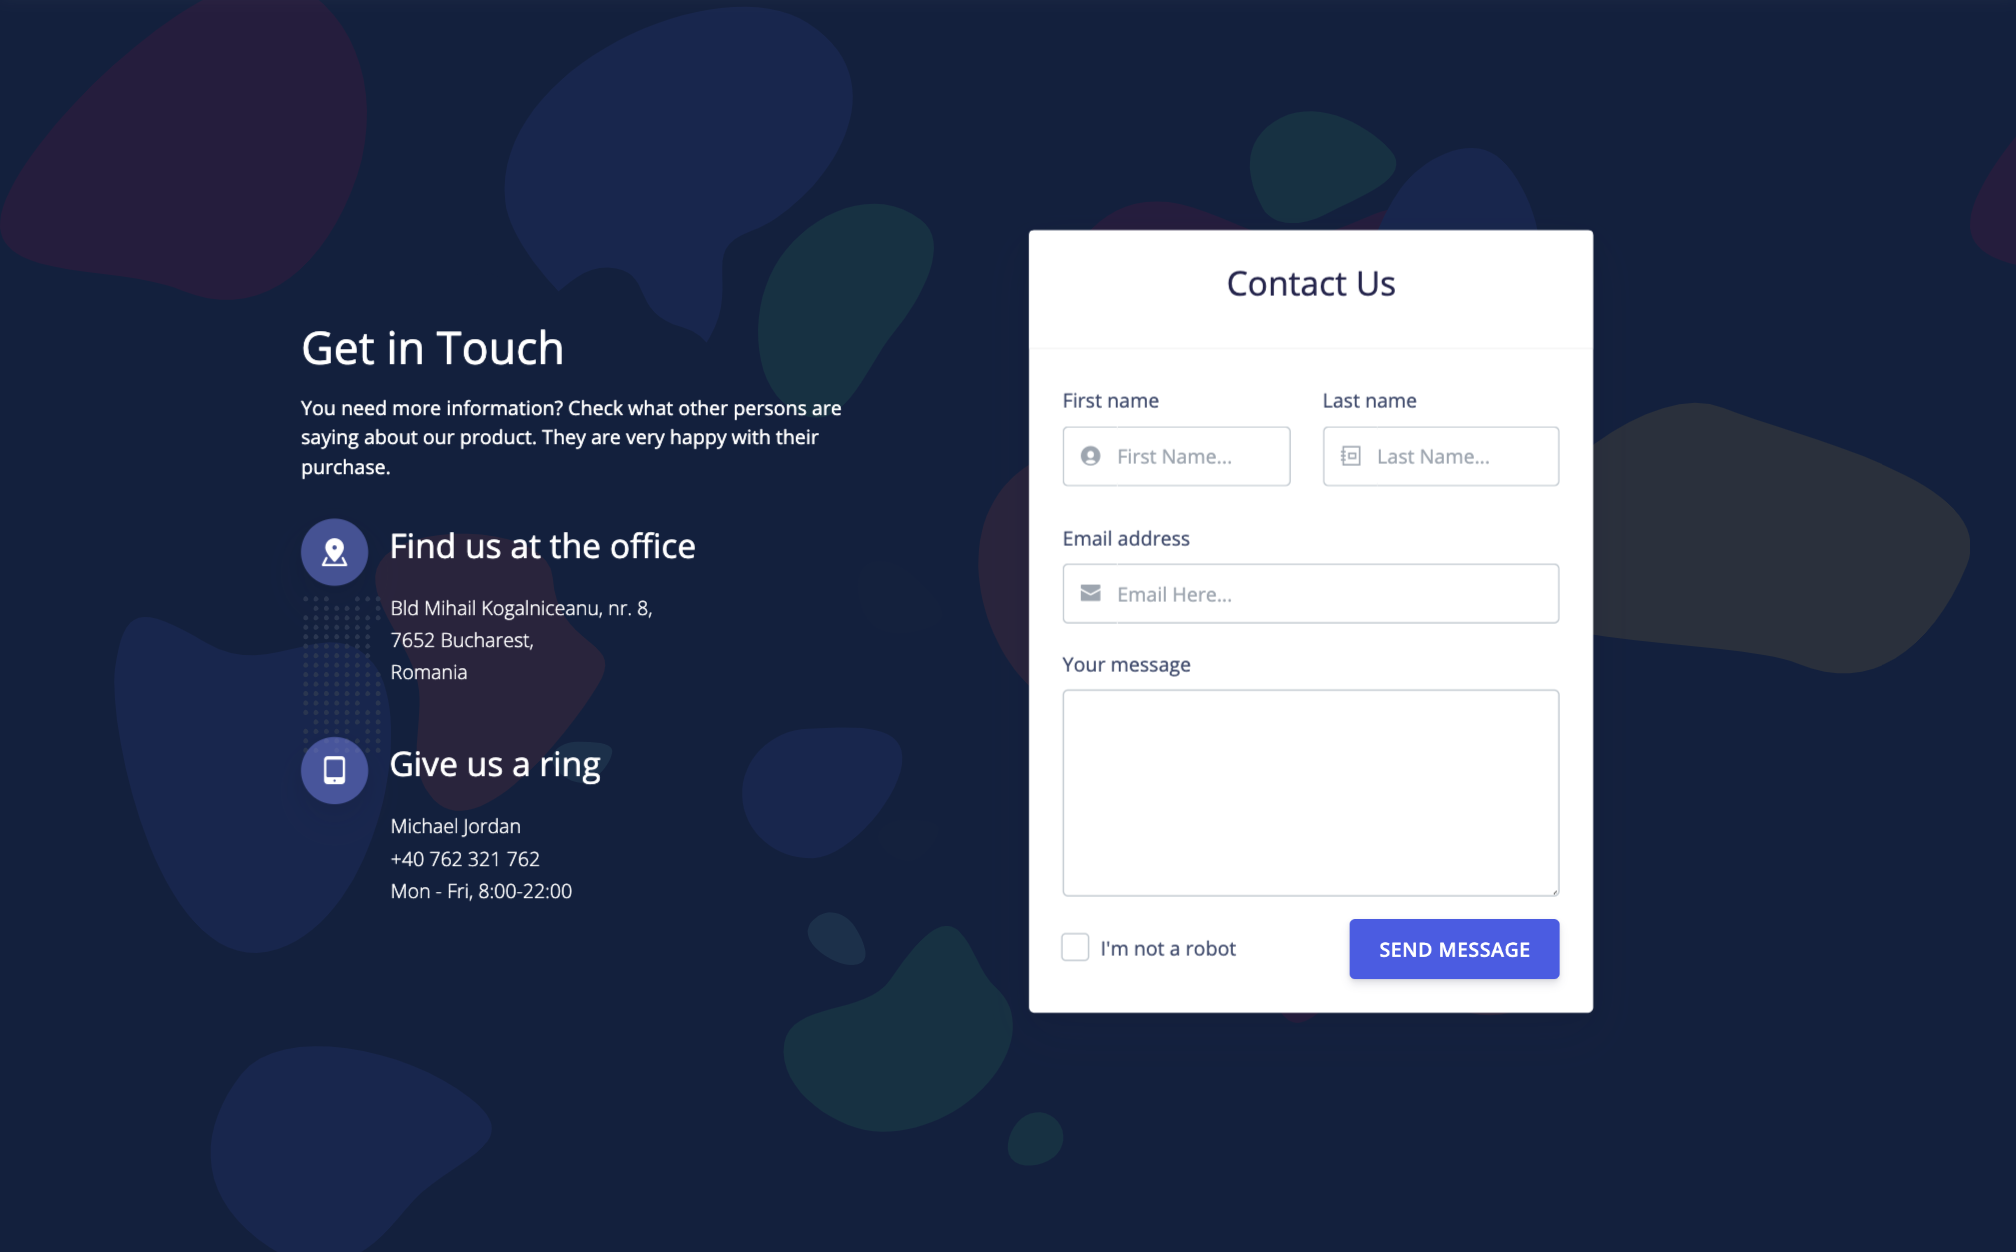 Get in Touch
You need more information? Check what other persons are
saying about our product. They are very happy with their
purchase.
Find us at the office
Bld Mihail Kogalniceanu, nr. 8,
7652 Bucharest,
Romania
Give us a ring
Michael Jordan
+40 762 321 762
Mon - Fri, 8:00-22:00
Contact Us
First name
Last name
First Name...
Last Name...
Email address
Email Here...
Your message
I'm not a robot
SEND MESSAGE